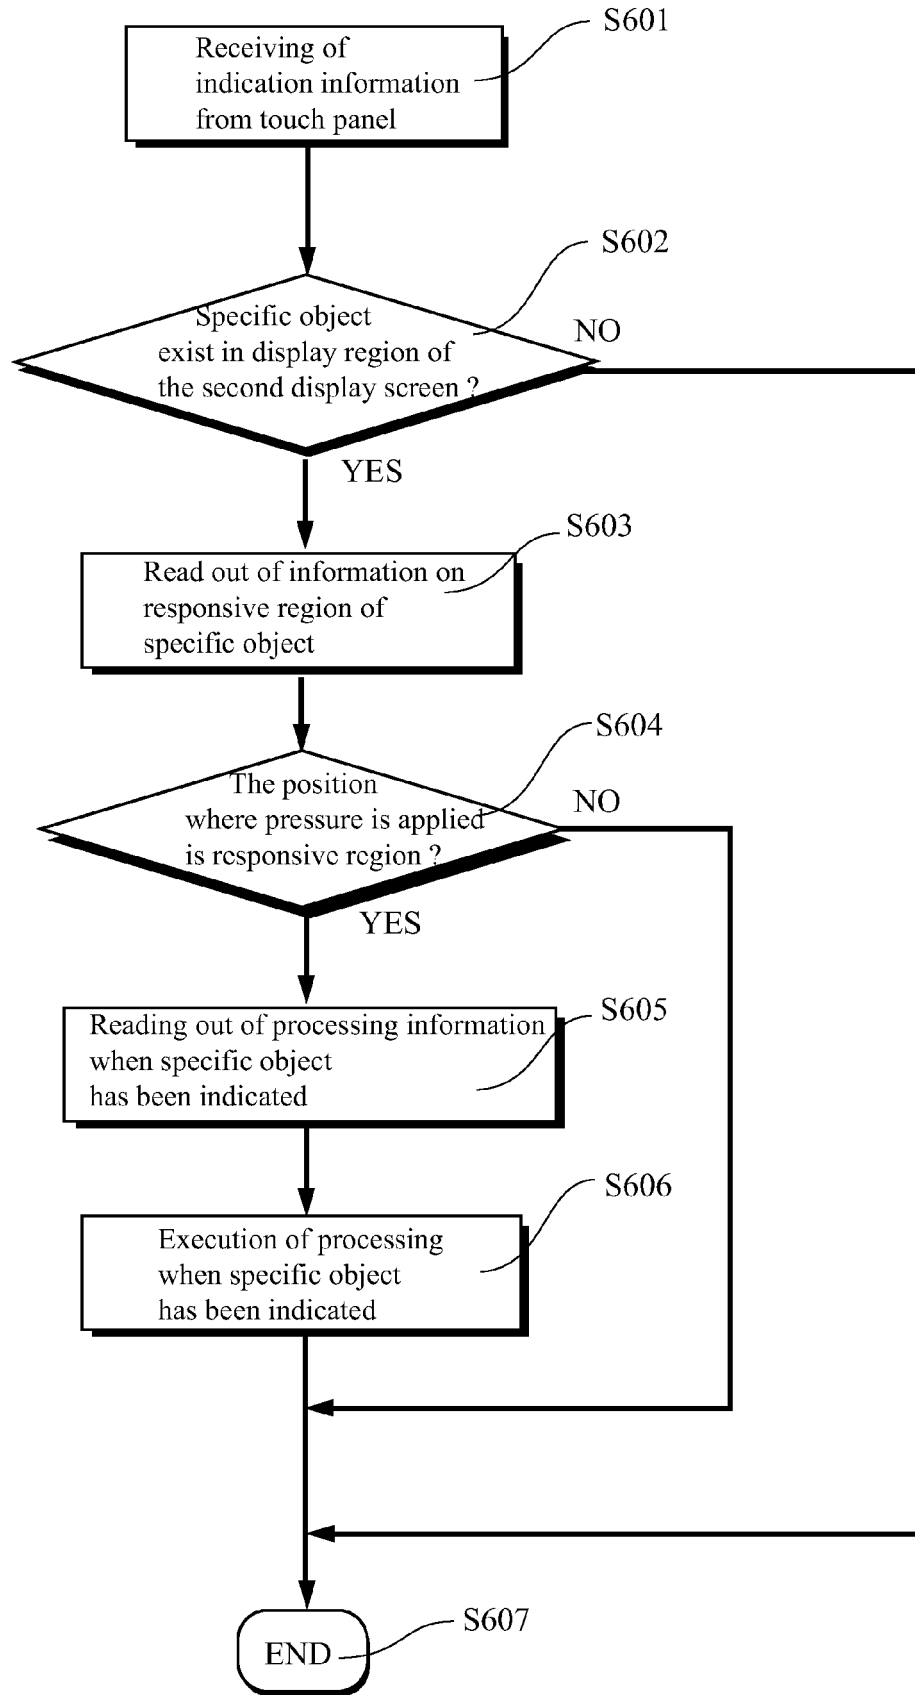 S601
Receiving of
indication information
from touch panel
S602
Specific object
exist in display region of
the second display screen ?
NO
YES
S603
Read out of information on
responsive region of
specific object
S604
The position
where pressure is applied
is responsive region ?
NO
YES
S605
Reading out of processing information
when specific object
has been indicated
S606
Execution of processing
when specific object
has been indicated
S607
END